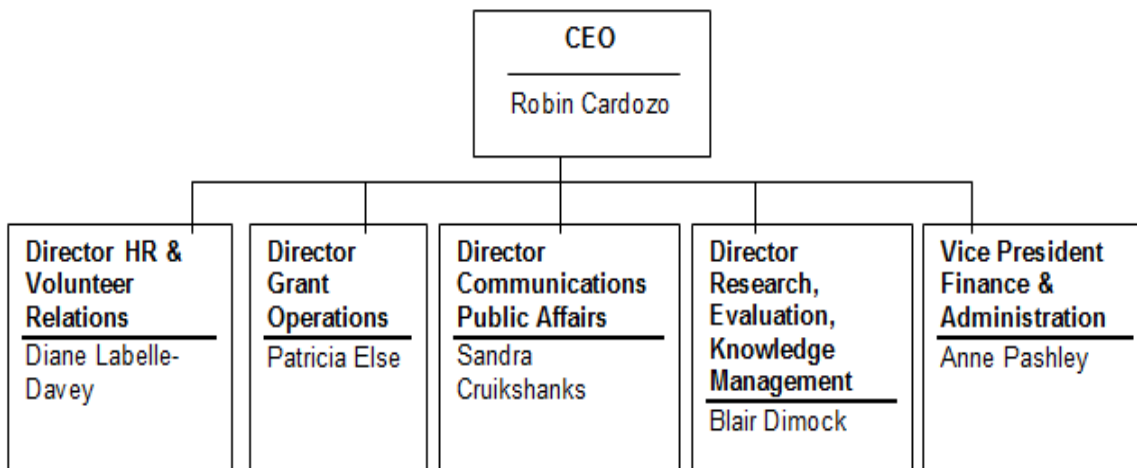 CEO
Robin Cardozo
Director HR &
Volunteer
Relations
Diane Labelle-
Davey
Director
Grant
Operations
Patricia Else
Director
Communications
Public Affairs
Sandra
Cruikshanks
Director
Research,
Evaluation,
Knowledge
Management
Blair Dimock
Vice President
Finance &
Administration
Anne Pashley